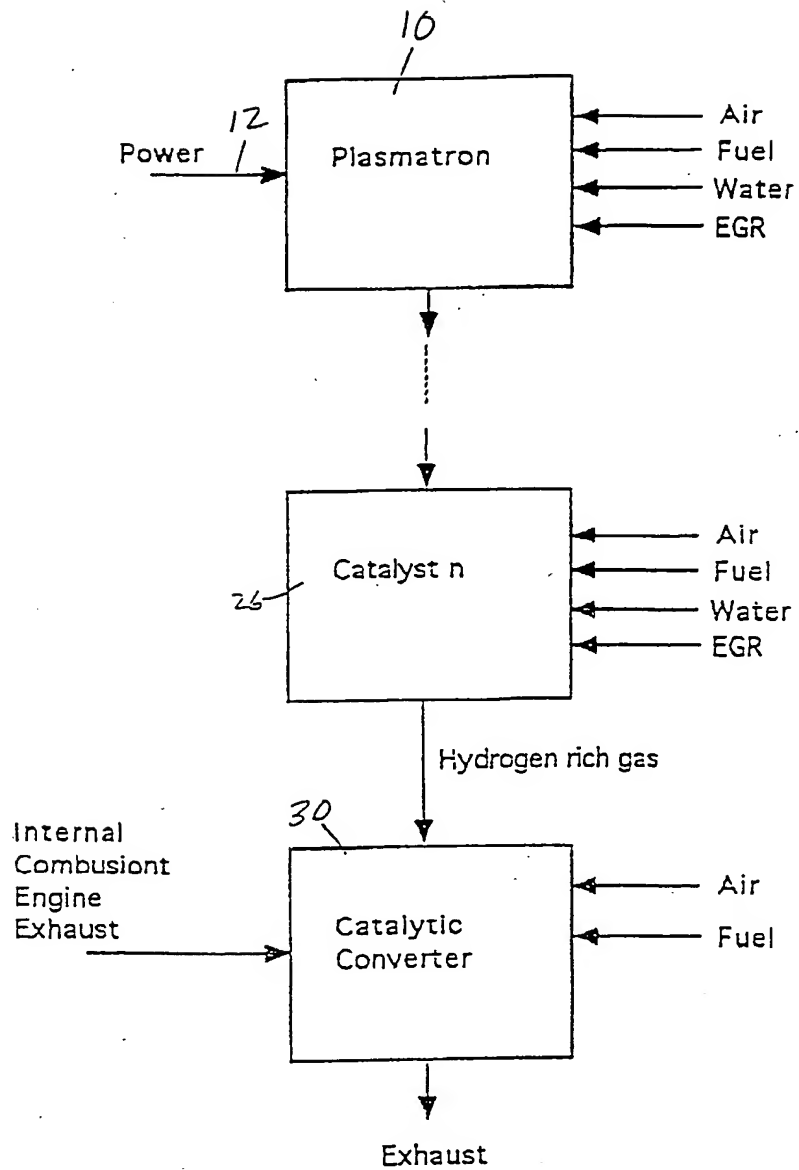 10
12
Power
Plasmatron
Air
Fuel
Water
EGR
26
Catalyst n
Air
Fuel
Water
EGR
Hydrogen rich gas
30
Internal
Combusiont
Engine
Exhaust
Catalytic
Converter
Air
Fuel
Exhaust